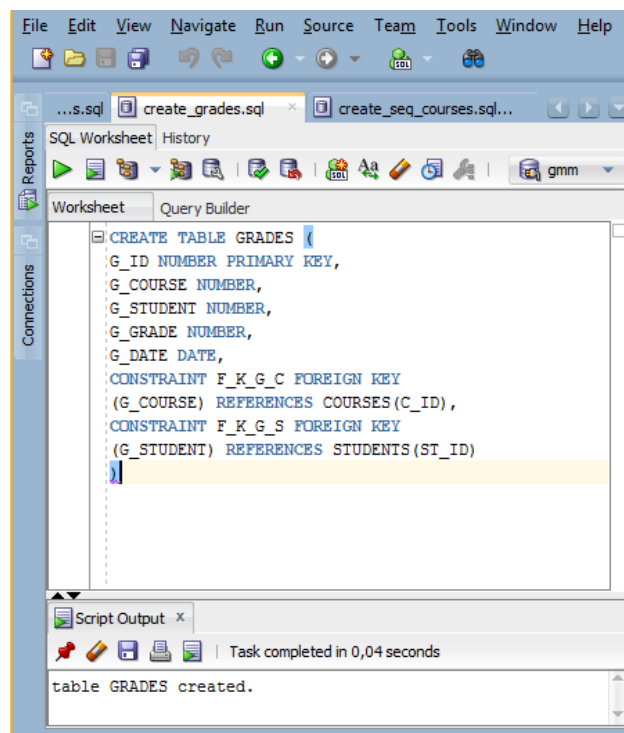 File Edit View Navigate Run Source Team Tools Window Help
SQL
...s.sql create_grades.sql × create_seq_courses.sql...
SQL Worksheet History
SQL Aa gmm
Worksheet Query Builder
Reports
Connections
CREATE TABLE GRADES (
G_ID NUMBER PRIMARY KEY,
G_COURSE NUMBER,
G_STUDENT NUMBER,
G_GRADE NUMBER,
G_DATE DATE,
CONSTRAINT F_K_G_C FOREIGN KEY
(G_COURSE) REFERENCES COURSES(C_ID),
CONSTRAINT F_K_G_S FOREIGN KEY
(G_STUDENT) REFERENCES STUDENTS(ST_ID)
)
Script Output ×
Task completed in 0,04 seconds
table GRADES created.